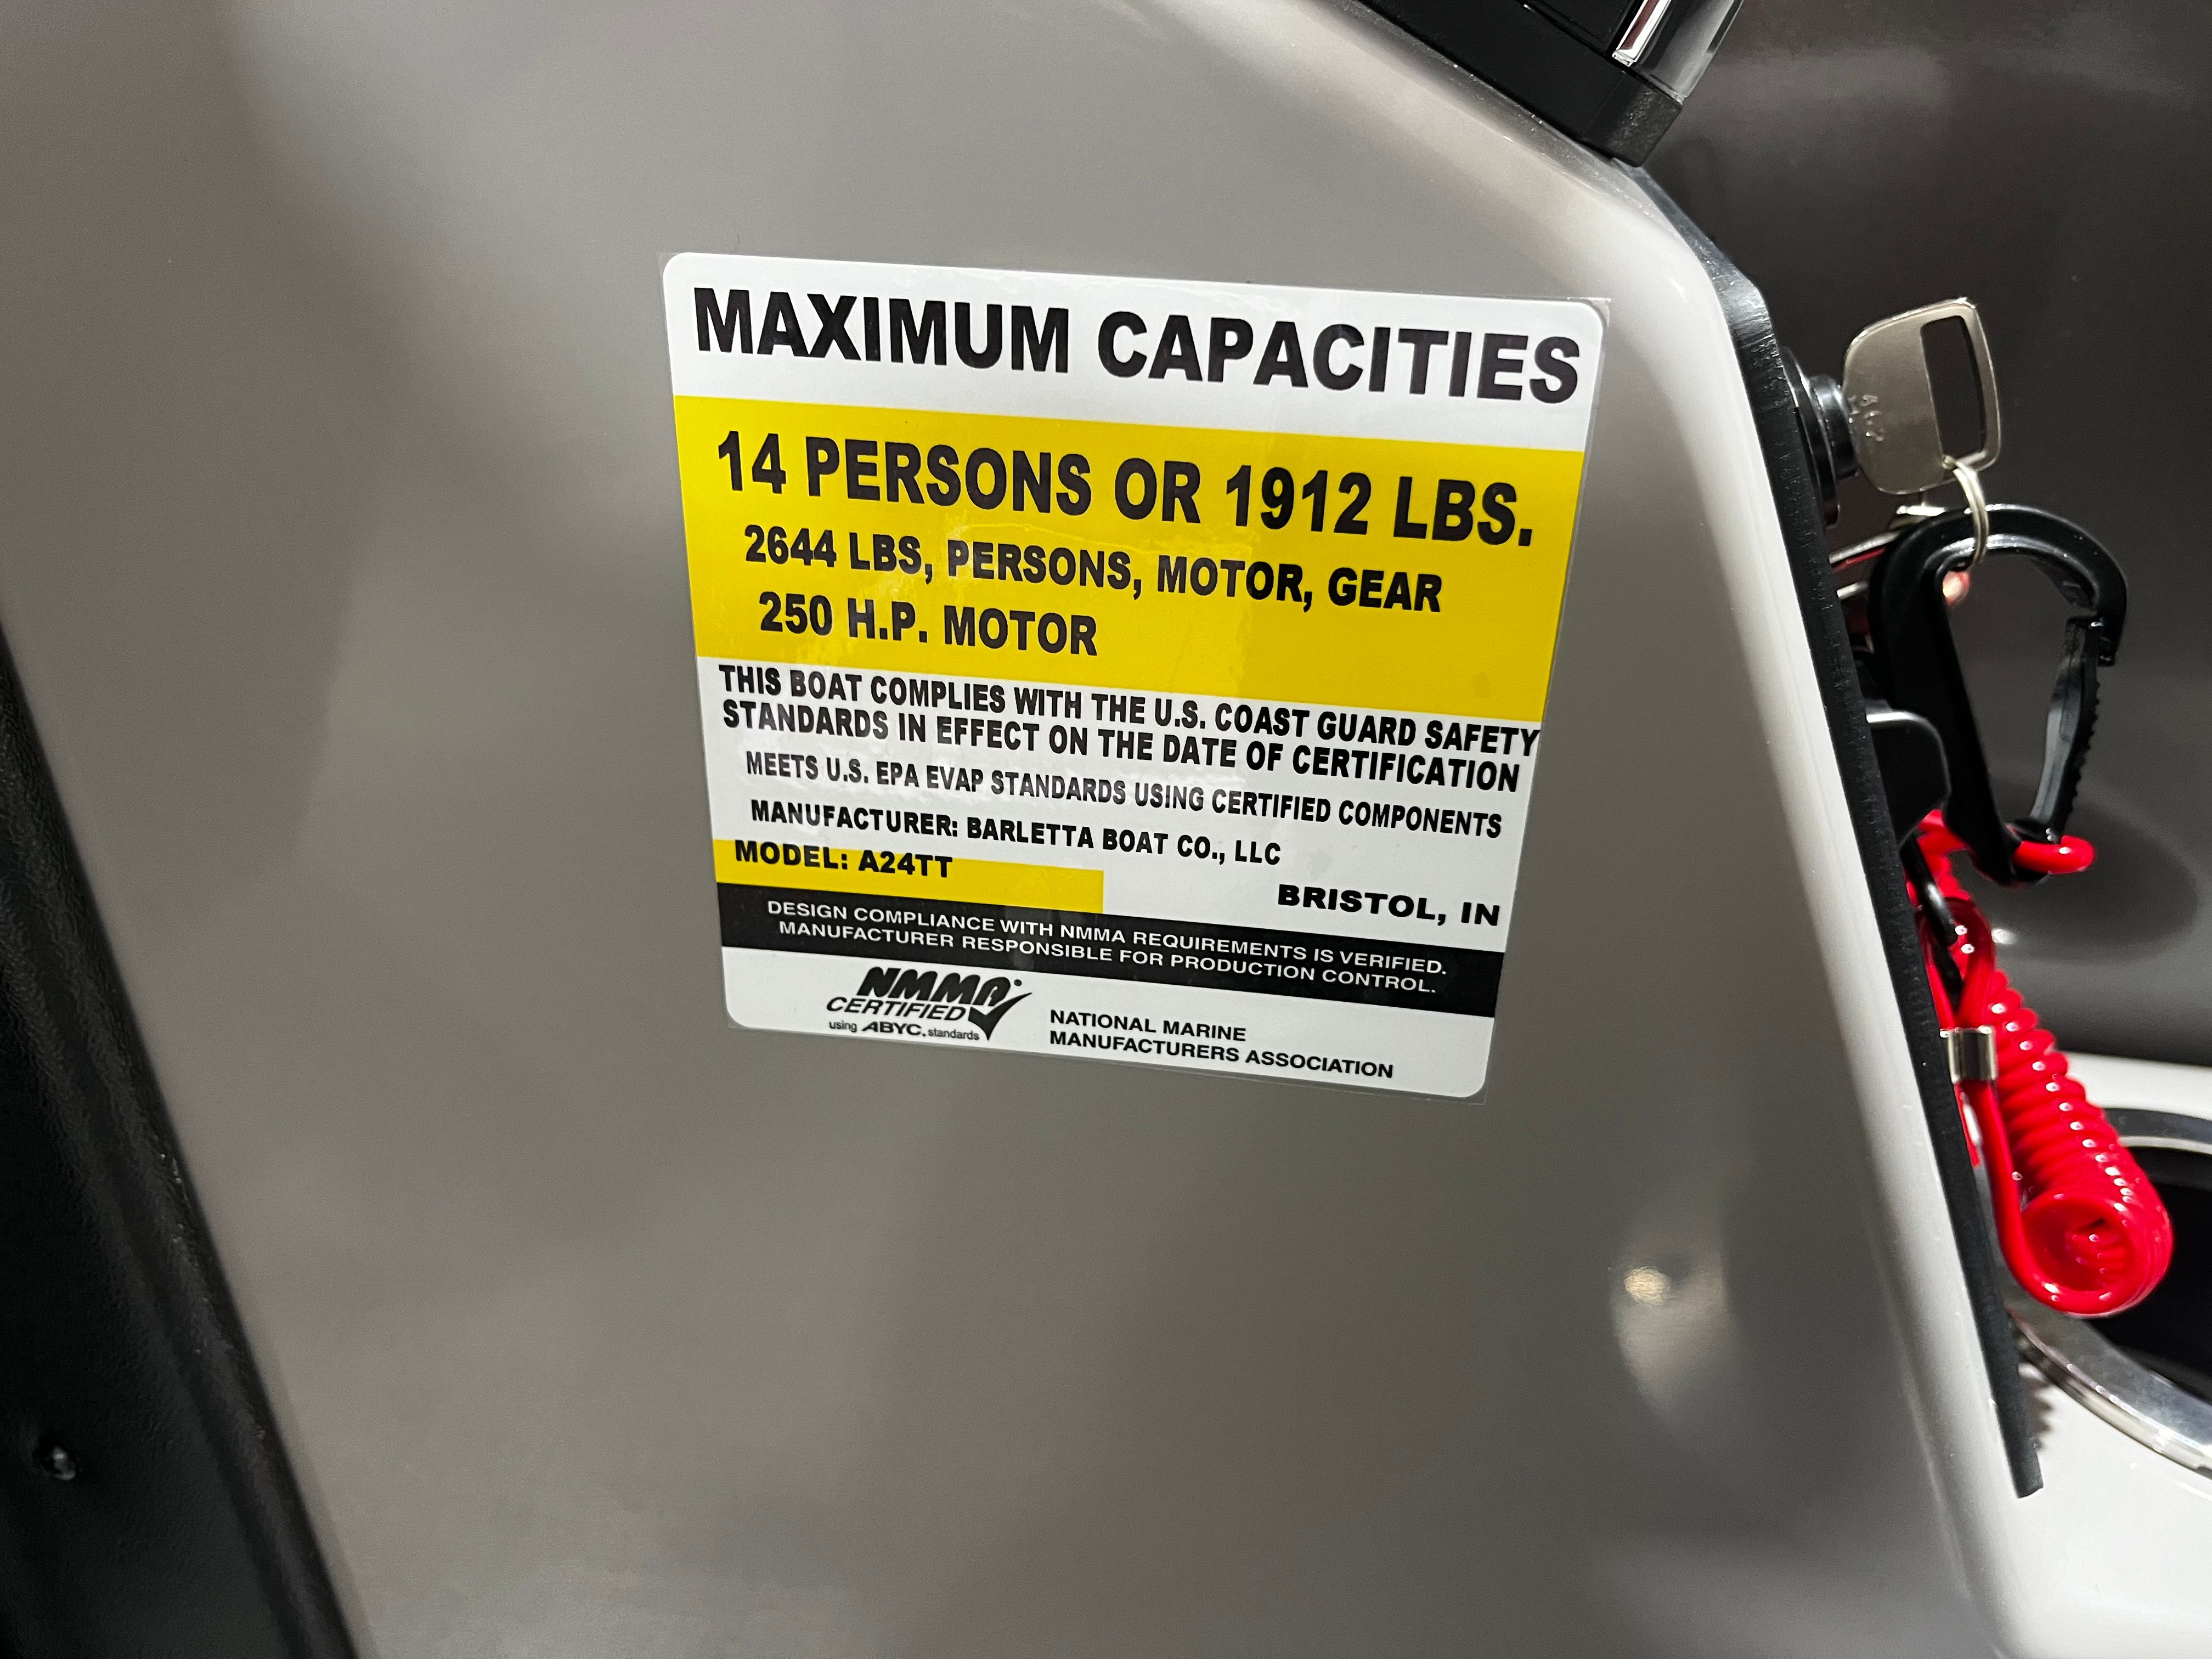 MAXIMUM CAPACITIES
14 PERSONS OR 1912 LBS.
2644 LBS, PERSONS, MOTOR, GEAR
250 H.P. MOTOR
THIS BOAT COMPLIES WITH THE U.S. COAST GUARD SAFETY
STANDARDS IN EFFECT ON THE DATE OF CERTIFICATION
MEETS U.S. EPA EVAP STANDARDS USING CERTIFIED COMPONENTS
MANUFACTURER: BARLETTA BOAT CO., LLC
MODEL: A24TT
BRISTOL, IN
DESIGN COMPLIANCE WITH NMMA REQUIREMENTS IS VERIFIED.
MANUFACTURER RESPONSIBLE FOR PRODUCTION CONTROL.
NMMA®
CERTIFIED
using ABYC. standards
NATIONAL MARINE
MANUFACTURERS ASSOCIATION